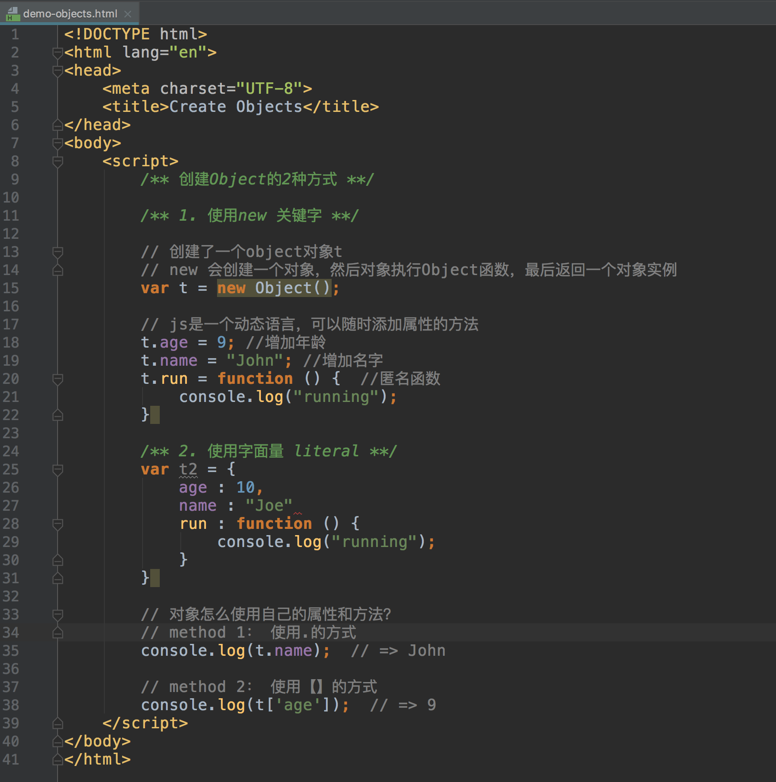 demo-objects.html
1 <!DOCTYPE html>
2 <html lang="en">
3 <head>
4 <meta charset="UTF-8">
5 <title>Create Objects</title>
6 </head>
7 <body>
8 <script>
9 /** 创建Object的2种方式 **/
10
11 /** 1. 使用new 关键字 **/
12
13 // 创建了一个object对象t
14 // new 会创建一个对象，然后对象执行Object函数，最后返回一个对象实例
15 var t = new Object();
16
17 // js是一个动态语言，可以随时添加属性的方法
18 t.age = 9; //增加年龄
19 t.name = "John"; //增加名字
20 t.run = function () { //匿名函数
21 console.log("running");
22 }
23
24 /** 2. 使用字面量 literal **/
25 var t2 = {
26 age : 10,
27 name : "Joe"
28 run : function () {
29 console.log("running");
30 }
31 }
32
33 // 对象怎么使用自己的属性和方法？
34 // method 1： 使用.的方式
35 console.log(t.name); // => John
36
37 // method 2： 使用【】的方式
38 console.log(t['age']); // => 9
39 </script>
40 </body>
41 </html>